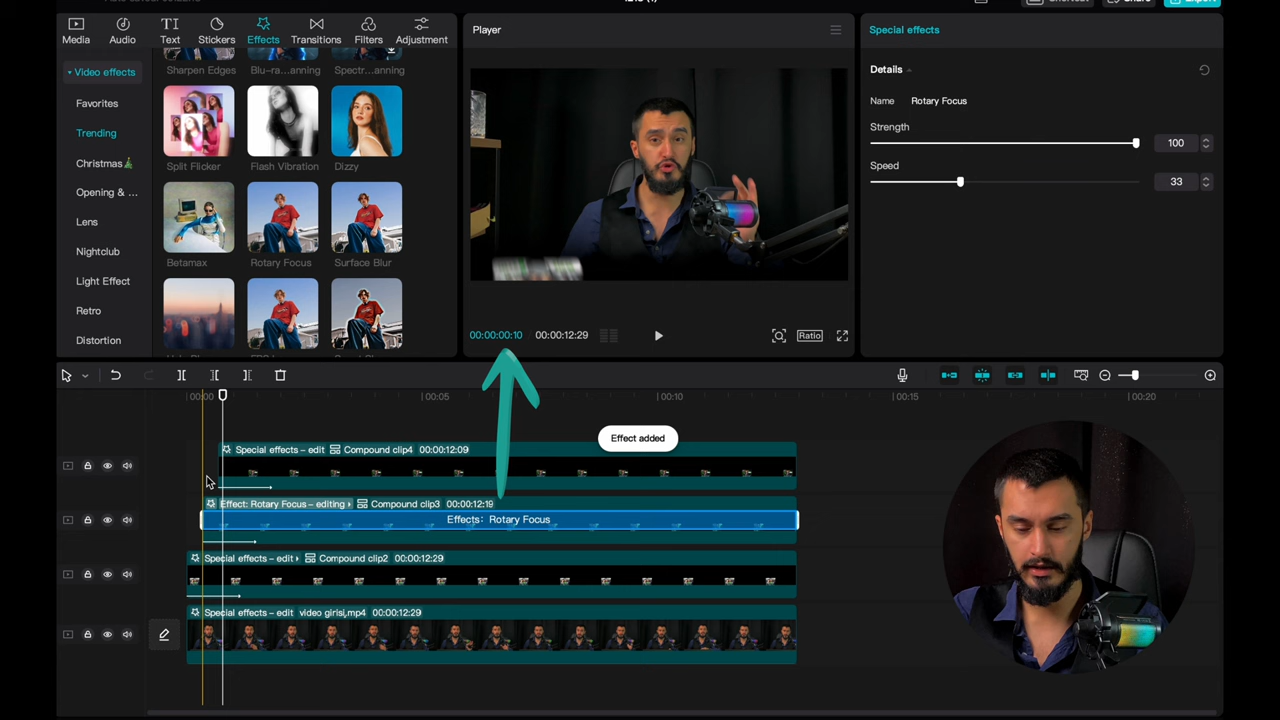 Share
Export
Media
Audio
Text
Stickers
Effects
Transitions
Filters
Adjustment
Player
Special effects
Video effects
Favorites
Trending
Christmas🎄
Opening & ...
Lens
Nightclub
Light Effect
Retro
Distortion
Sharpen Edges
Blu-ra...anning
Spectr...anning
Split Flicker
Flash Vibration
Dizzy
Betamax
Rotary Focus
Surface Blur
Details
Name Rotary Focus
Strength
100
Speed
33
00:00:00:10
00:00:12:29
Ratio
00:00
00:05
00:10
00:15
00:20
Effect added
Special effects – edit Compound clip4 00:00:12:09
Effect: Rotary Focus – editing Compound clip3 00:00:12:19
Effects: Rotary Focus
Special effects – edit Compound clip2 00:00:12:29
Special effects – edit video girisi,mp4 00:00:12:29